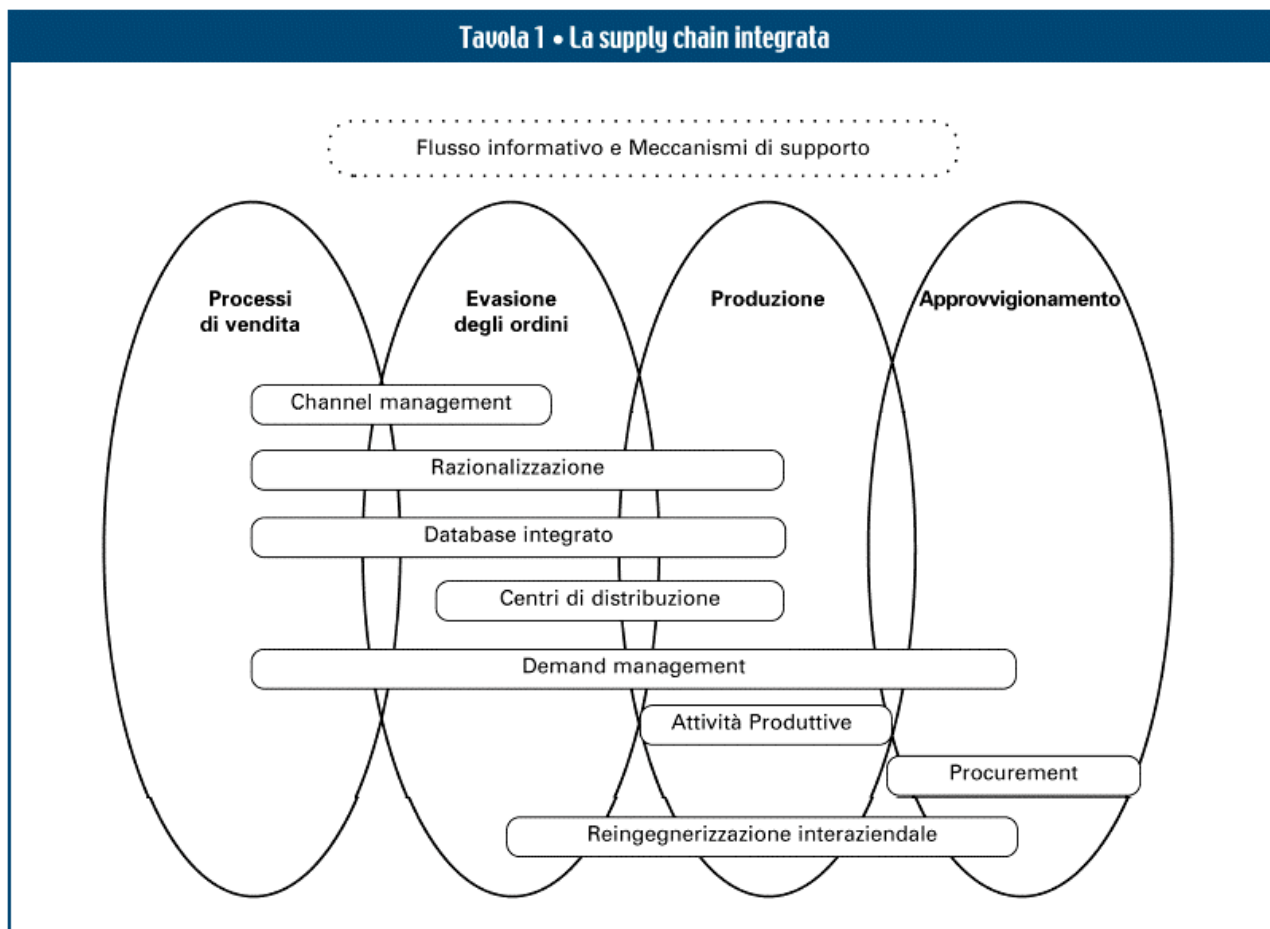 Tavola 1 • La supply chain integrata
Flusso informativo e Meccanismi di supporto
Processi
di vendita
Evasione
degli ordini
Produzione
Approvvigionamento
Channel management
Razionalizzazione
Database integrato
Centri di distribuzione
Demand management
Attività Produttive
Procurement
Reingegnerizzazione interaziendale